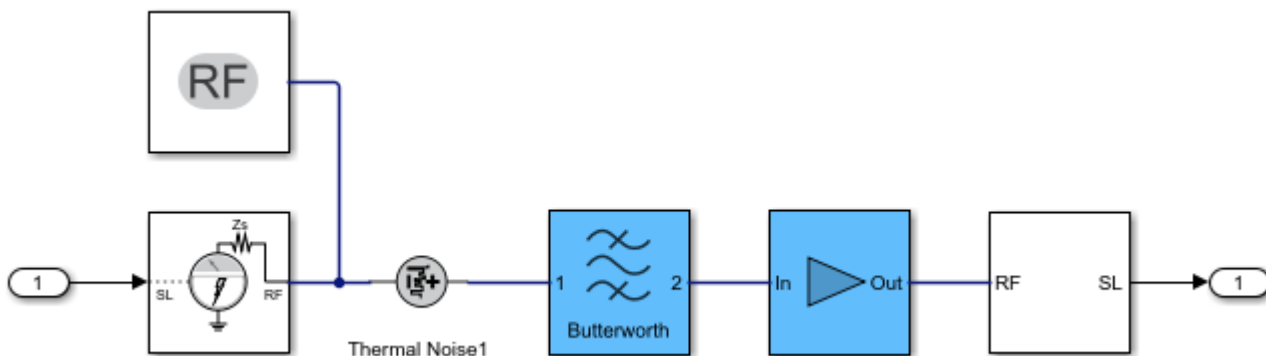 RF
1
Zs
SL
RF
Thermal Noise1
1
2
Butterworth
In
Out
RF
SL
1